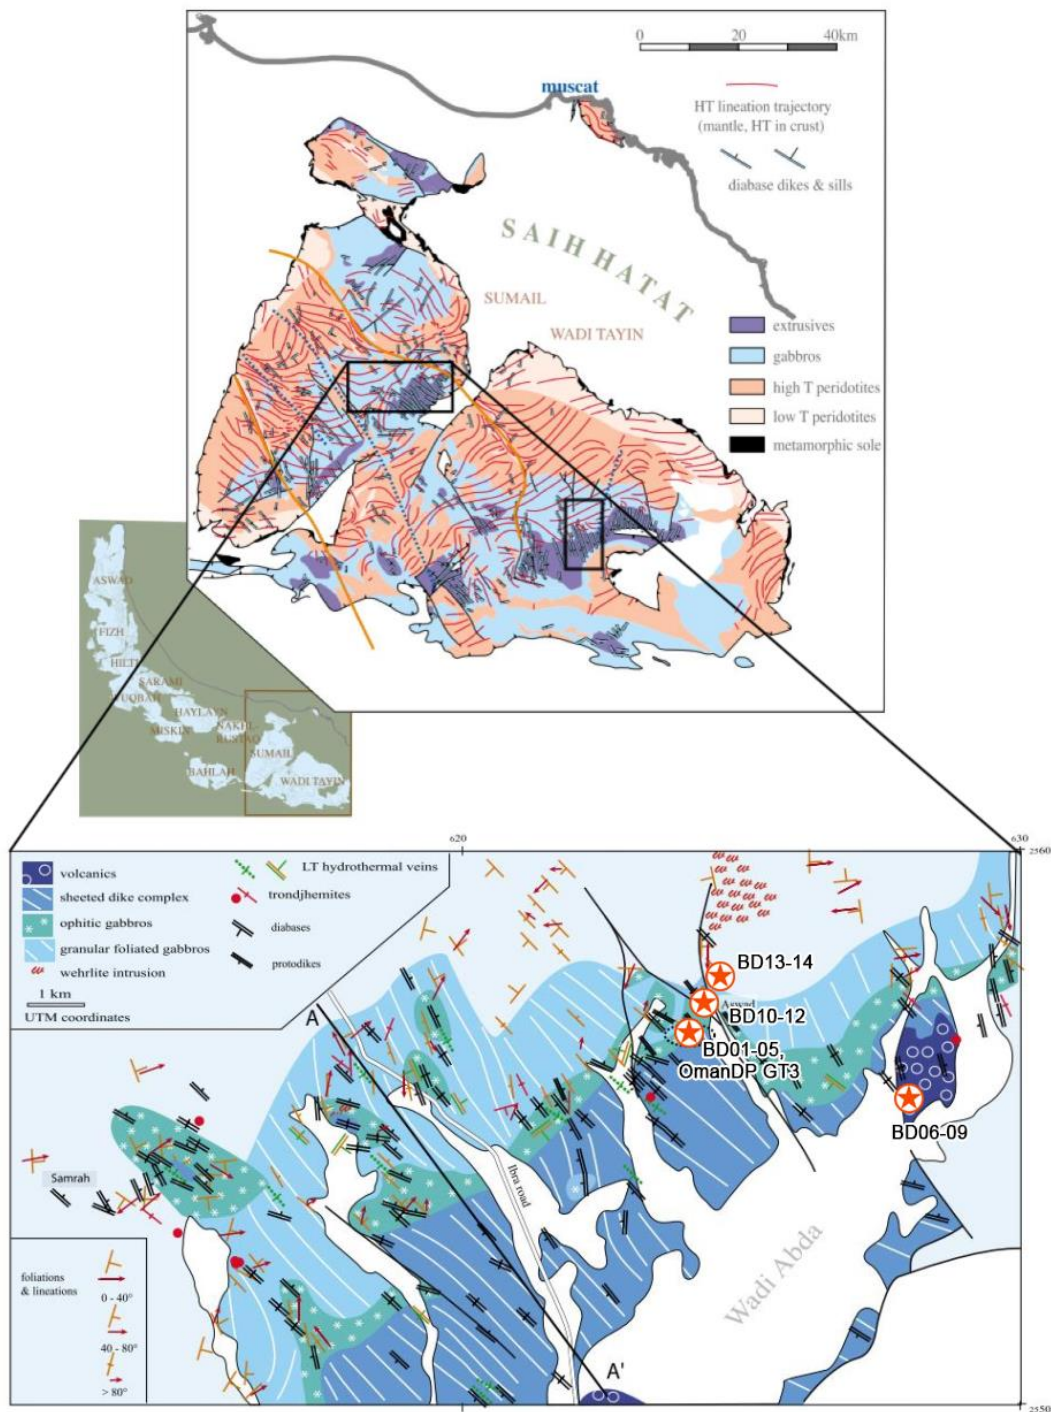 0 20 40km
muscat
HT lineation trajectory
(mantle, HT in crust)
diabase dikes & sills
SAIH HATAT
SUMAIL
WADI TAYIN
extrusives
gabbros
high T peridotites
low T peridotites
metamorphic sole
ASWAD
FIZH
HILTI
SARAMI
HAYLAYN
MISKIN
NAKHL-
RUSTAQ
SUMAIL
BAHLAH
WADI TAYIN
620 630
2560
volcanics
sheeted dike complex
ophitic gabbros
granular foliated gabbros
wehrlite intrusion
1 km
UTM coordinates
LT hydrothermal veins
trondjhemites
diabases
protodikes
A
BD13-14
BD10-12
BD01-05,
OmanDP GT3
BD06-09
Samrah
Ibra road
Wadi Abda
foliations
& lineations
0 - 40°
40 - 80°
> 80°
A'
2550